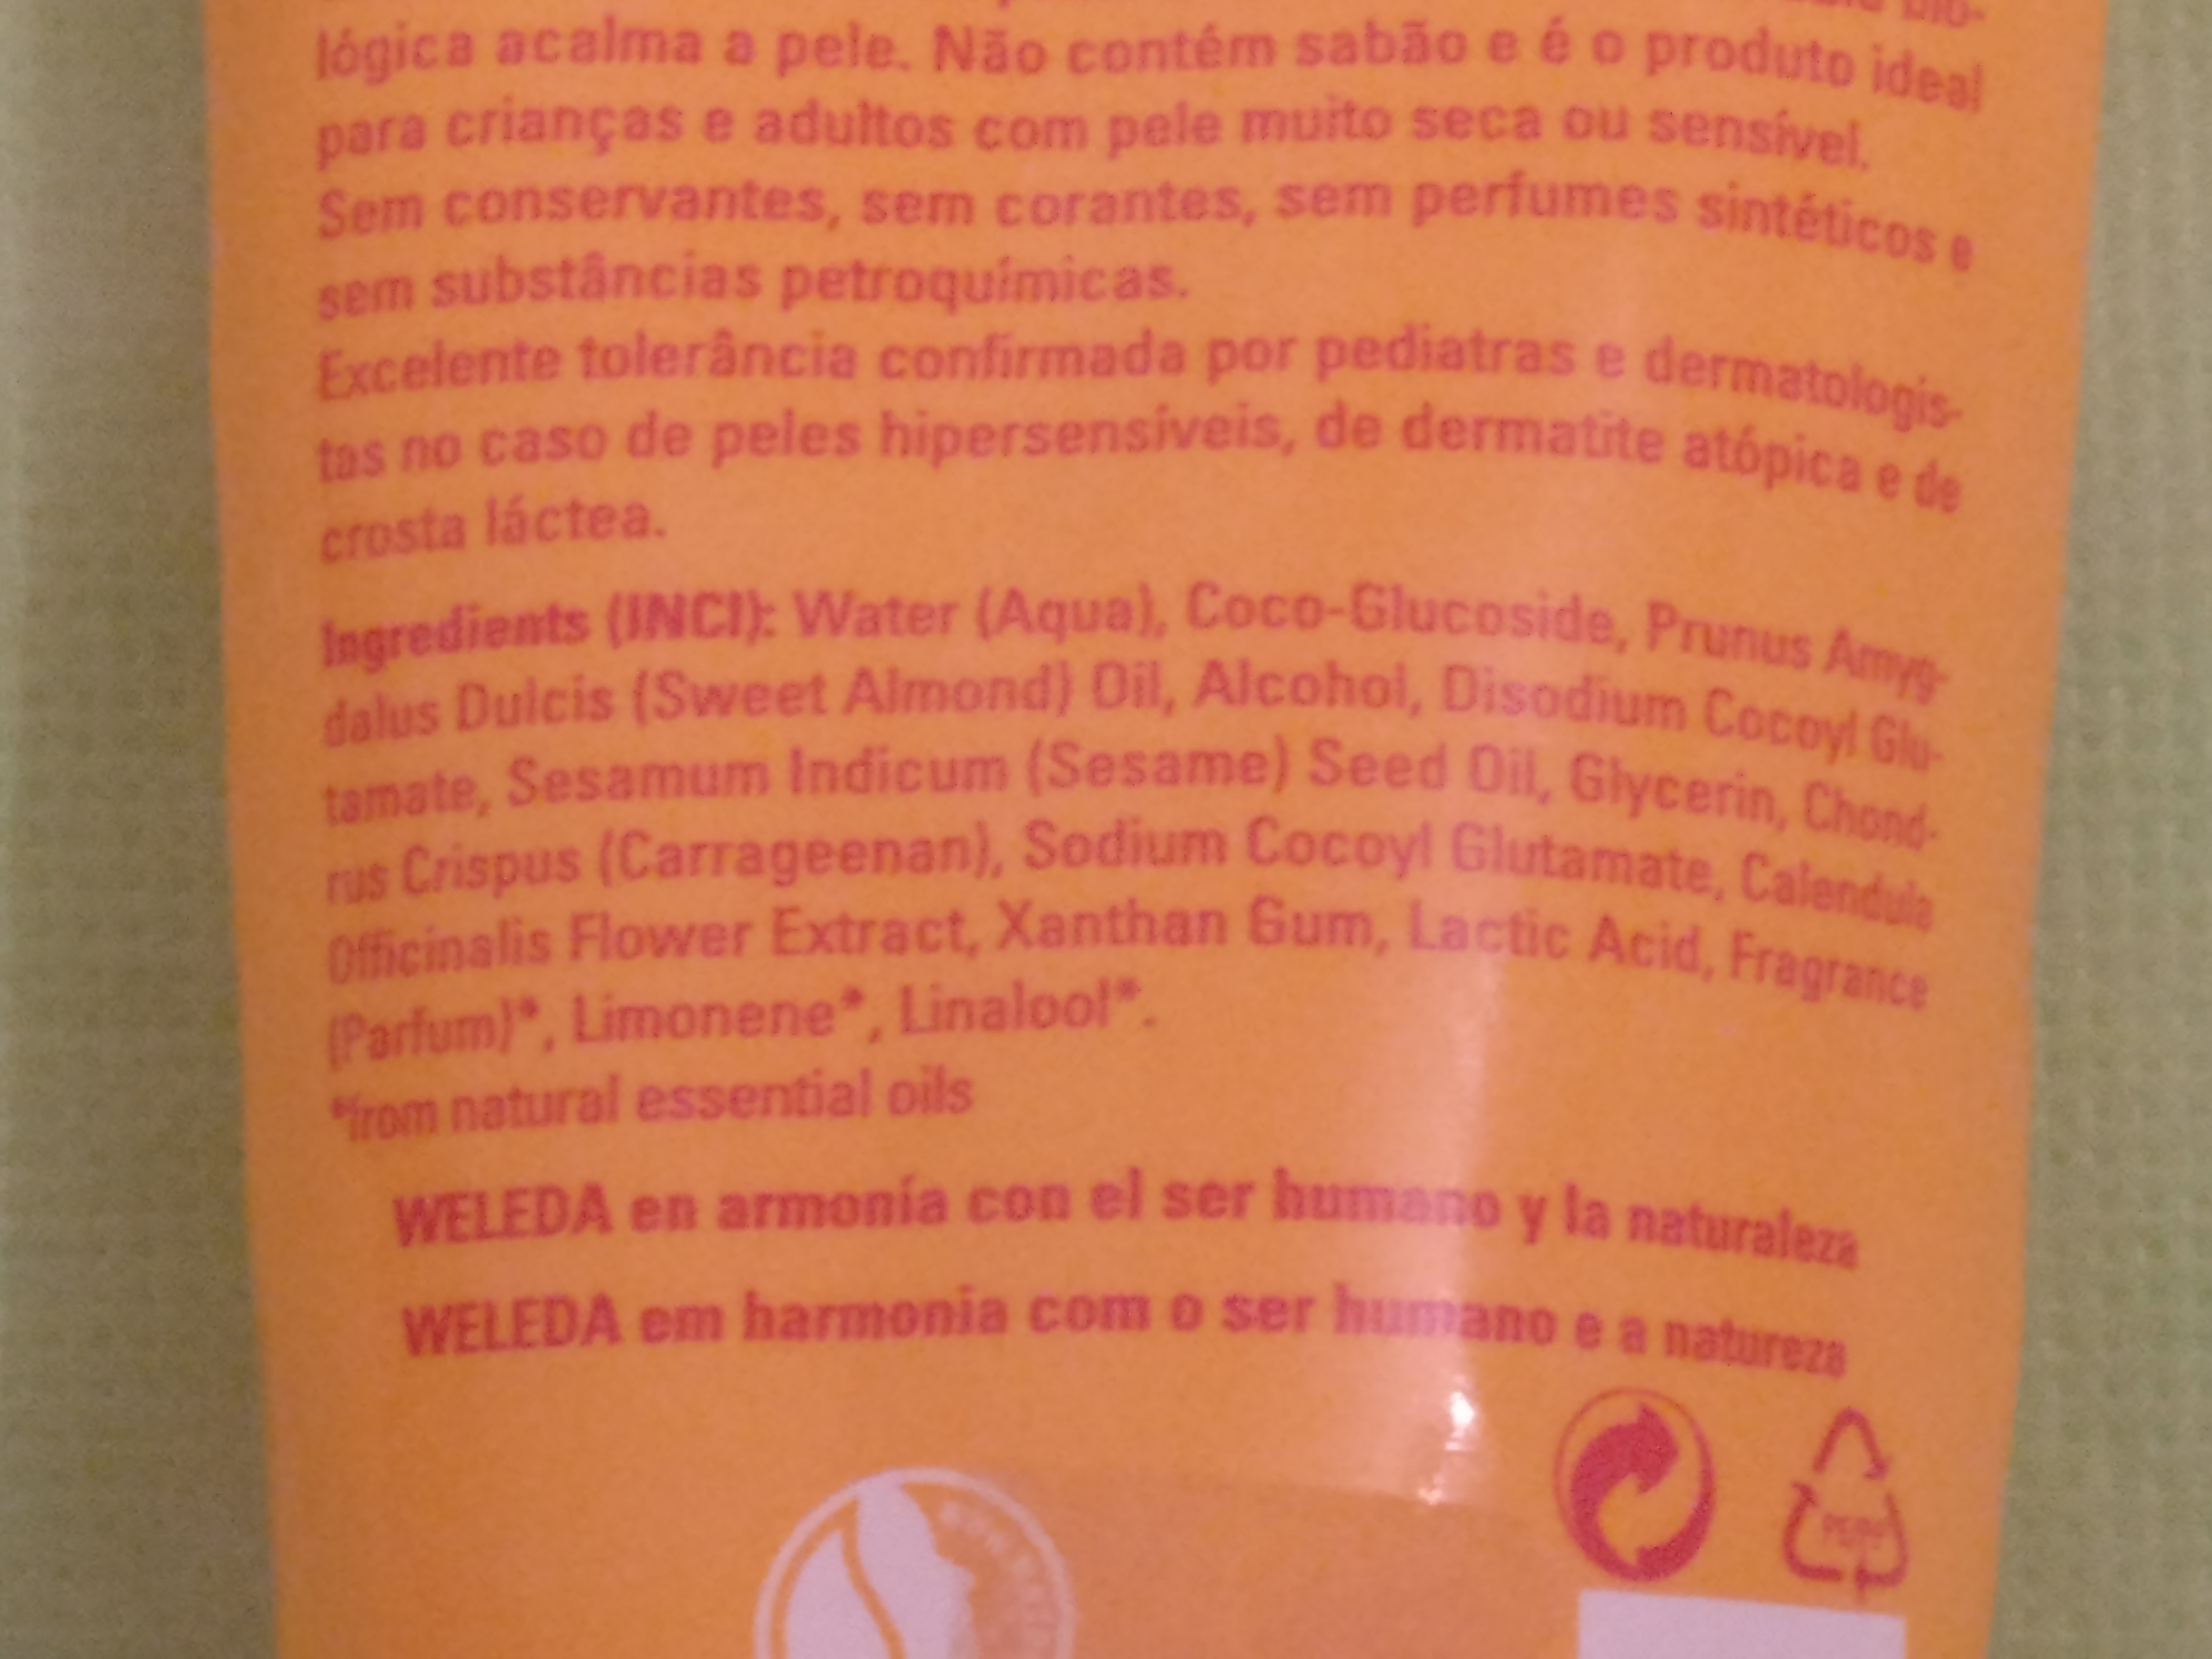 lógica acalma a pele. Não contém sabão e é o produto ideal
para crianças e adultos com pele muito seca ou sensível.
Sem conservantes, sem corantes, sem perfumes sintéticos e
sem substâncias petroquímicas.
Excelente tolerância confirmada por pediatras e dermatologis-
tas no caso de peles hipersensíveis, de dermatite atópica e de
crosta láctea.
Ingredients (INCI): Water (Aqua), Coco-Glucoside, Prunus Amyg-
dalus Dulcis (Sweet Almond) Oil, Alcohol, Disodium Cocoyl Glu-
tamate, Sesamum Indicum (Sesame) Seed Oil, Glycerin, Chond-
rus Crispus (Carrageenan), Sodium Cocoyl Glutamate, Calendula
Officinalis Flower Extract, Xanthan Gum, Lactic Acid, Fragrance
(Parfum)*, Limonene*, Linalool*.
*from natural essential oils
WELEDA en armonía con el ser humano y la naturaleza
WELEDA em harmonia com o ser humano e a natureza